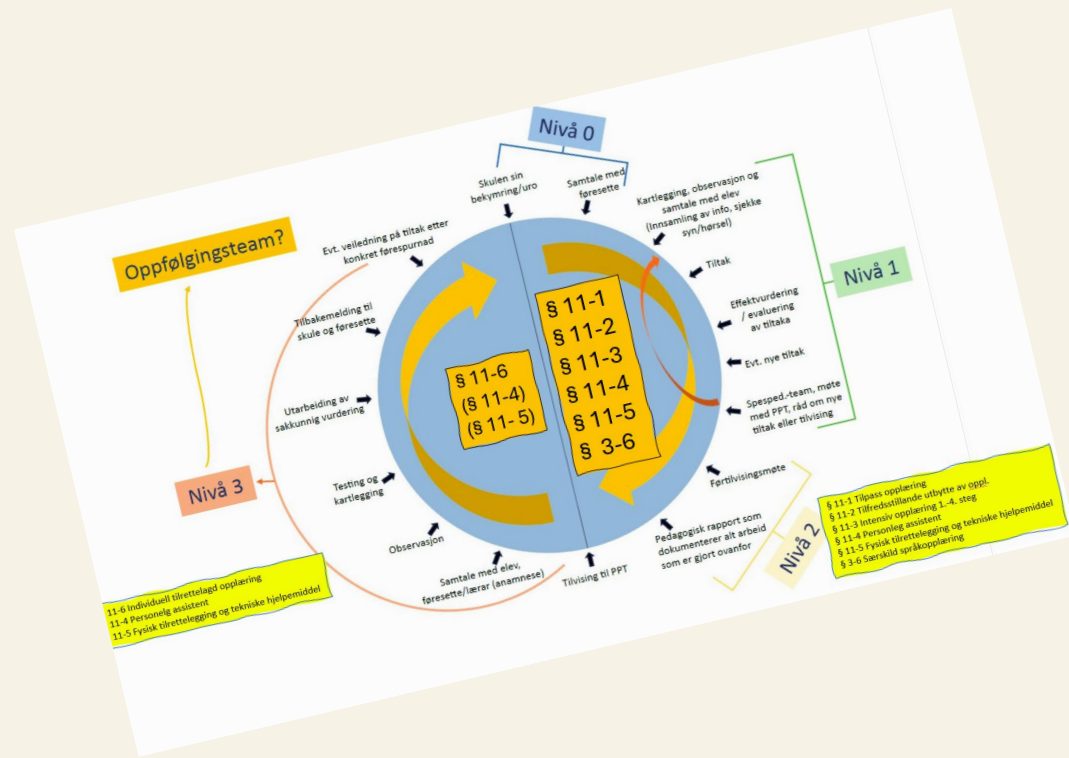 Nivå 0
Skulen sin
bekymring/uro
Samtale med
føresette
Kartlegging, observasjon og
samtale med elev
(Innsamling av info, sjekke
syn/hørsel)
Tiltak
Effektvurdering
/ evaluering
av tiltaka
Evt. nye tiltak
Spesped.-team, møte
med PPT, råd om nye
tiltak eller tilvising
Nivå 1
Førtilvisingsmøte
Pedagogisk rapport som
dokumenterer alt arbeid
som er gjort ovanfor
Nivå 2
§ 11-1 Tilpass opplæring
§ 11-2 Tilfredsstillande utbytte av oppl.
§ 11-3 Intensiv opplæring 1.-4. steg
§ 11-4 Personleg assistent
§ 11-5 Fysisk tilrettelegging og tekniske hjelpemiddel
§ 3-6 Særskild språkopplæring
Tilvising til PPT
Samtale med elev,
føresette/lærar (anamnese)
Observasjon
Testing og
kartlegging
Utarbeiding av
sakkunnig vurdering
Tilbakemelding til
skule og føresette
Evt. veiledning på tiltak etter
konkret førespurnad
Nivå 3
Oppfølgingsteam?
§ 11-6
(§ 11-4)
(§ 11- 5)
§ 11-1
§ 11-2
§ 11-3
§ 11-4
§ 11-5
§ 3-6
11-6 Individuell tilrettelagd opplæring
11-4 Personelg assistent
11-5 Fysisk tilrettelegging og tekniske hjelpemiddel